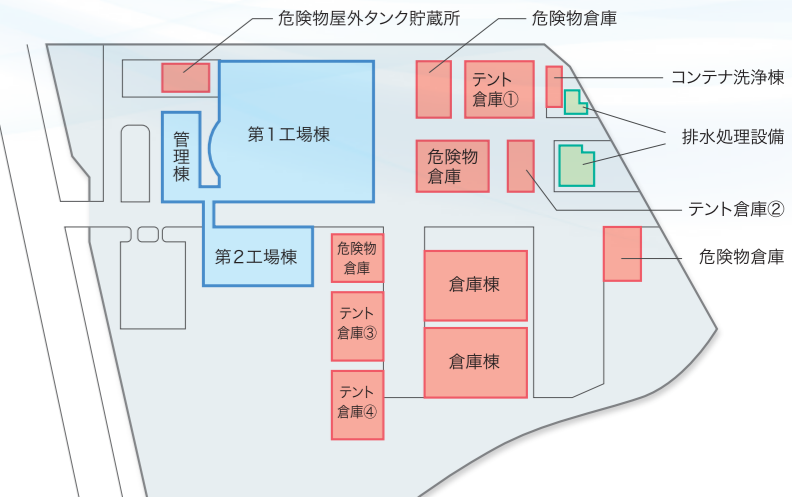 危険物屋外タンク貯蔵所
危険物倉庫
テント
倉庫①
コンテナ洗浄棟
第1工場棟
排水処理設備
管理棟
危険物
倉庫
テント倉庫②
第2工場棟
危険物
倉庫
危険物倉庫
倉庫棟
テント
倉庫③
倉庫棟
テント
倉庫④